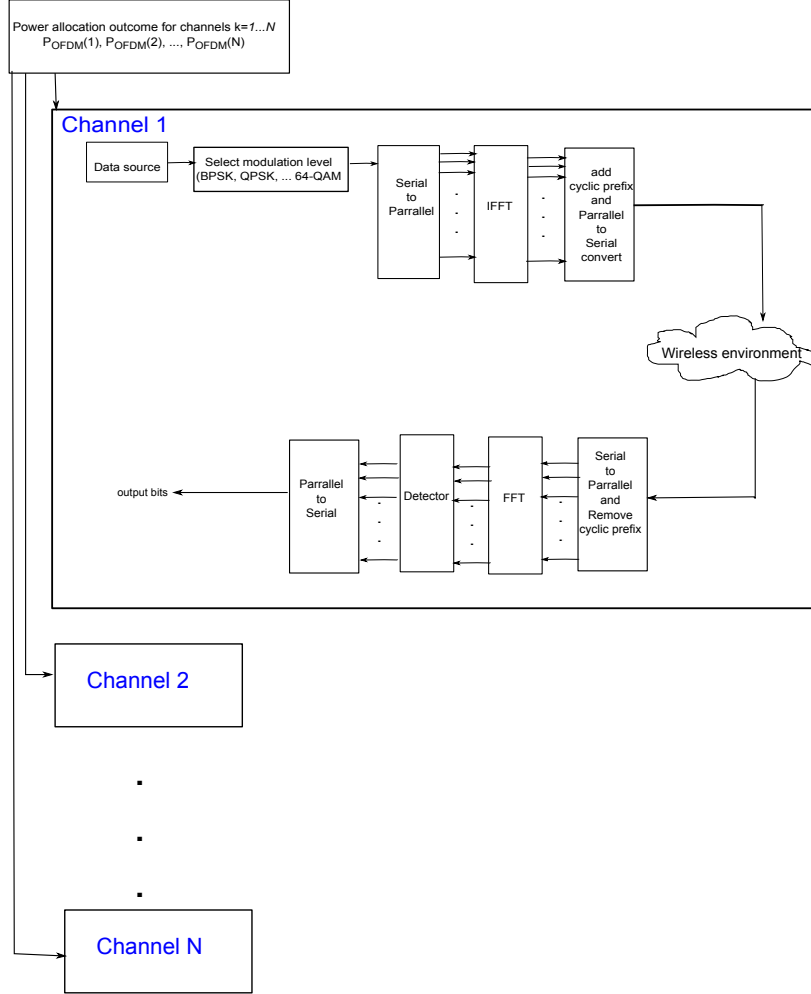 Power allocation outcome for channels k=1...N
POFDM(1), POFDM(2), ..., POFDM(N)
Channel 1
Data source
Select modulation level
(BPSK, QPSK, ... 64-QAM
Serial
to
Parrallel
IFFT
add
cyclic prefix
and
Parrallel
to
Serial
convert
Wireless environment
Serial
to
Parrallel
and
Remove
cyclic prefix
FFT
Detector
Parrallel
to
Serial
output bits
Channel 2
Channel N